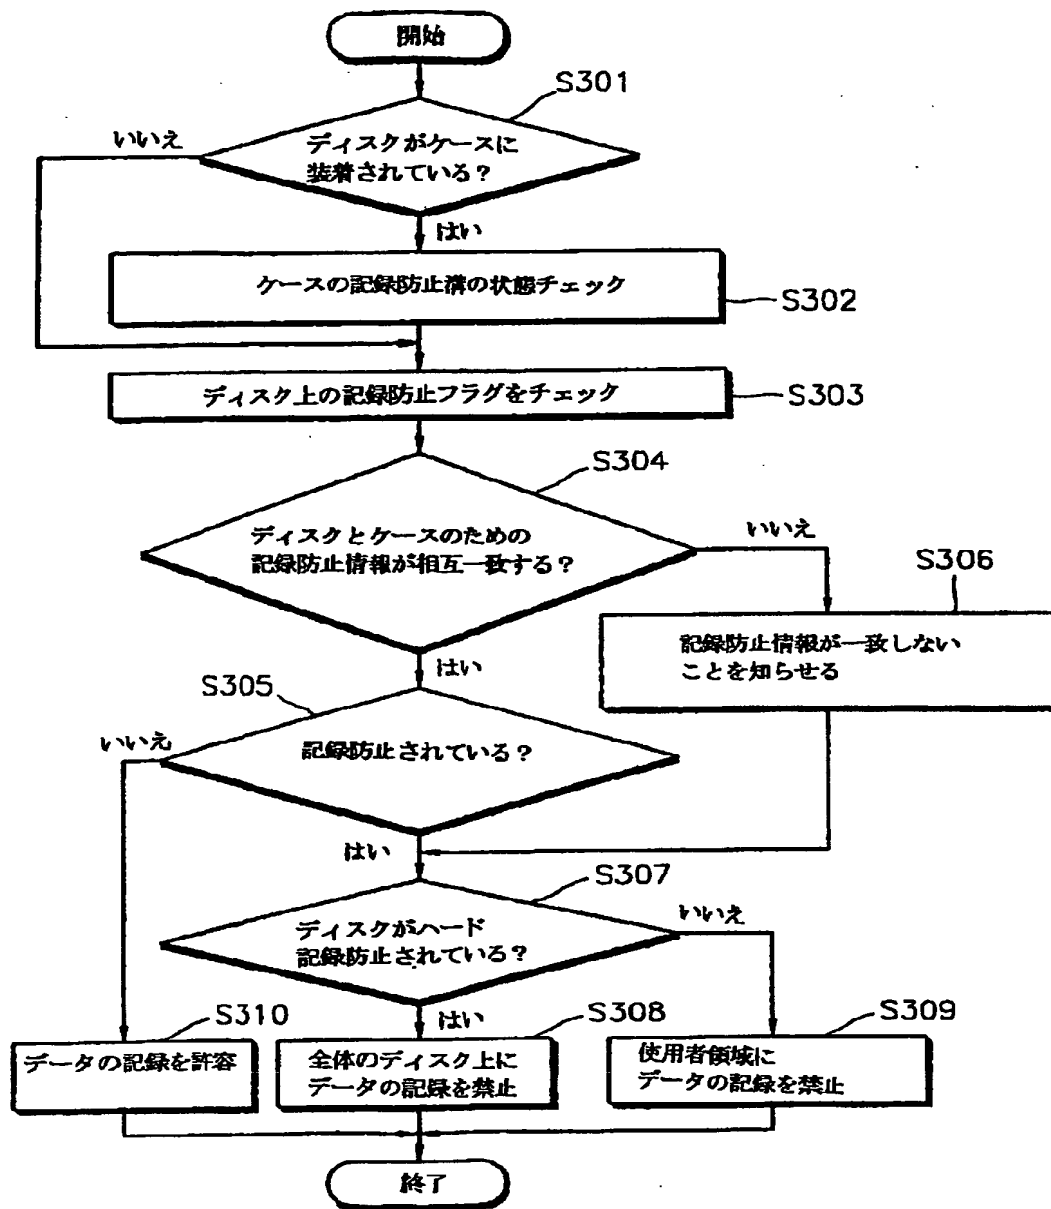 開始
S301
いいえ
ディスクがケースに
装着されている?
はい
ケースの記録防止溝の状態チェック
S302
ディスク上の記録防止フラグをチェック
S303
S304
ディスクとケースのための
記録防止情報が相互一致する?
いいえ
S306
記録防止情報が一致しない
ことを知らせる
はい
S305
いいえ
記録防止されている?
はい
S307
ディスクがハード
記録防止されている?
いいえ
はい
S310
データの記録を許容
S308
全体のディスク上に
データの記録を禁止
S309
使用者領域に
データの記録を禁止
終了